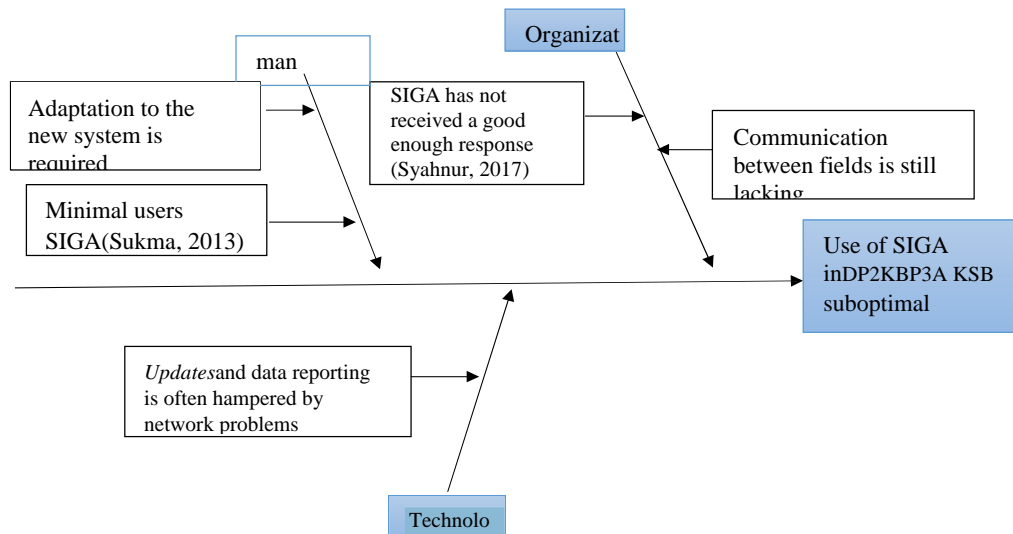 Organizat
man
Adaptation to the
new system is
required
SIGA has not
received a good
enough response
(Syahnur, 2017)
Communication
between fields is still
lacking
Minimal users
SIGA(Sukma, 2013)
Use of SIGA
inDP2KBP3A KSB
suboptimal
Updatesand data reporting
is often hampered by
network problems
Technolo